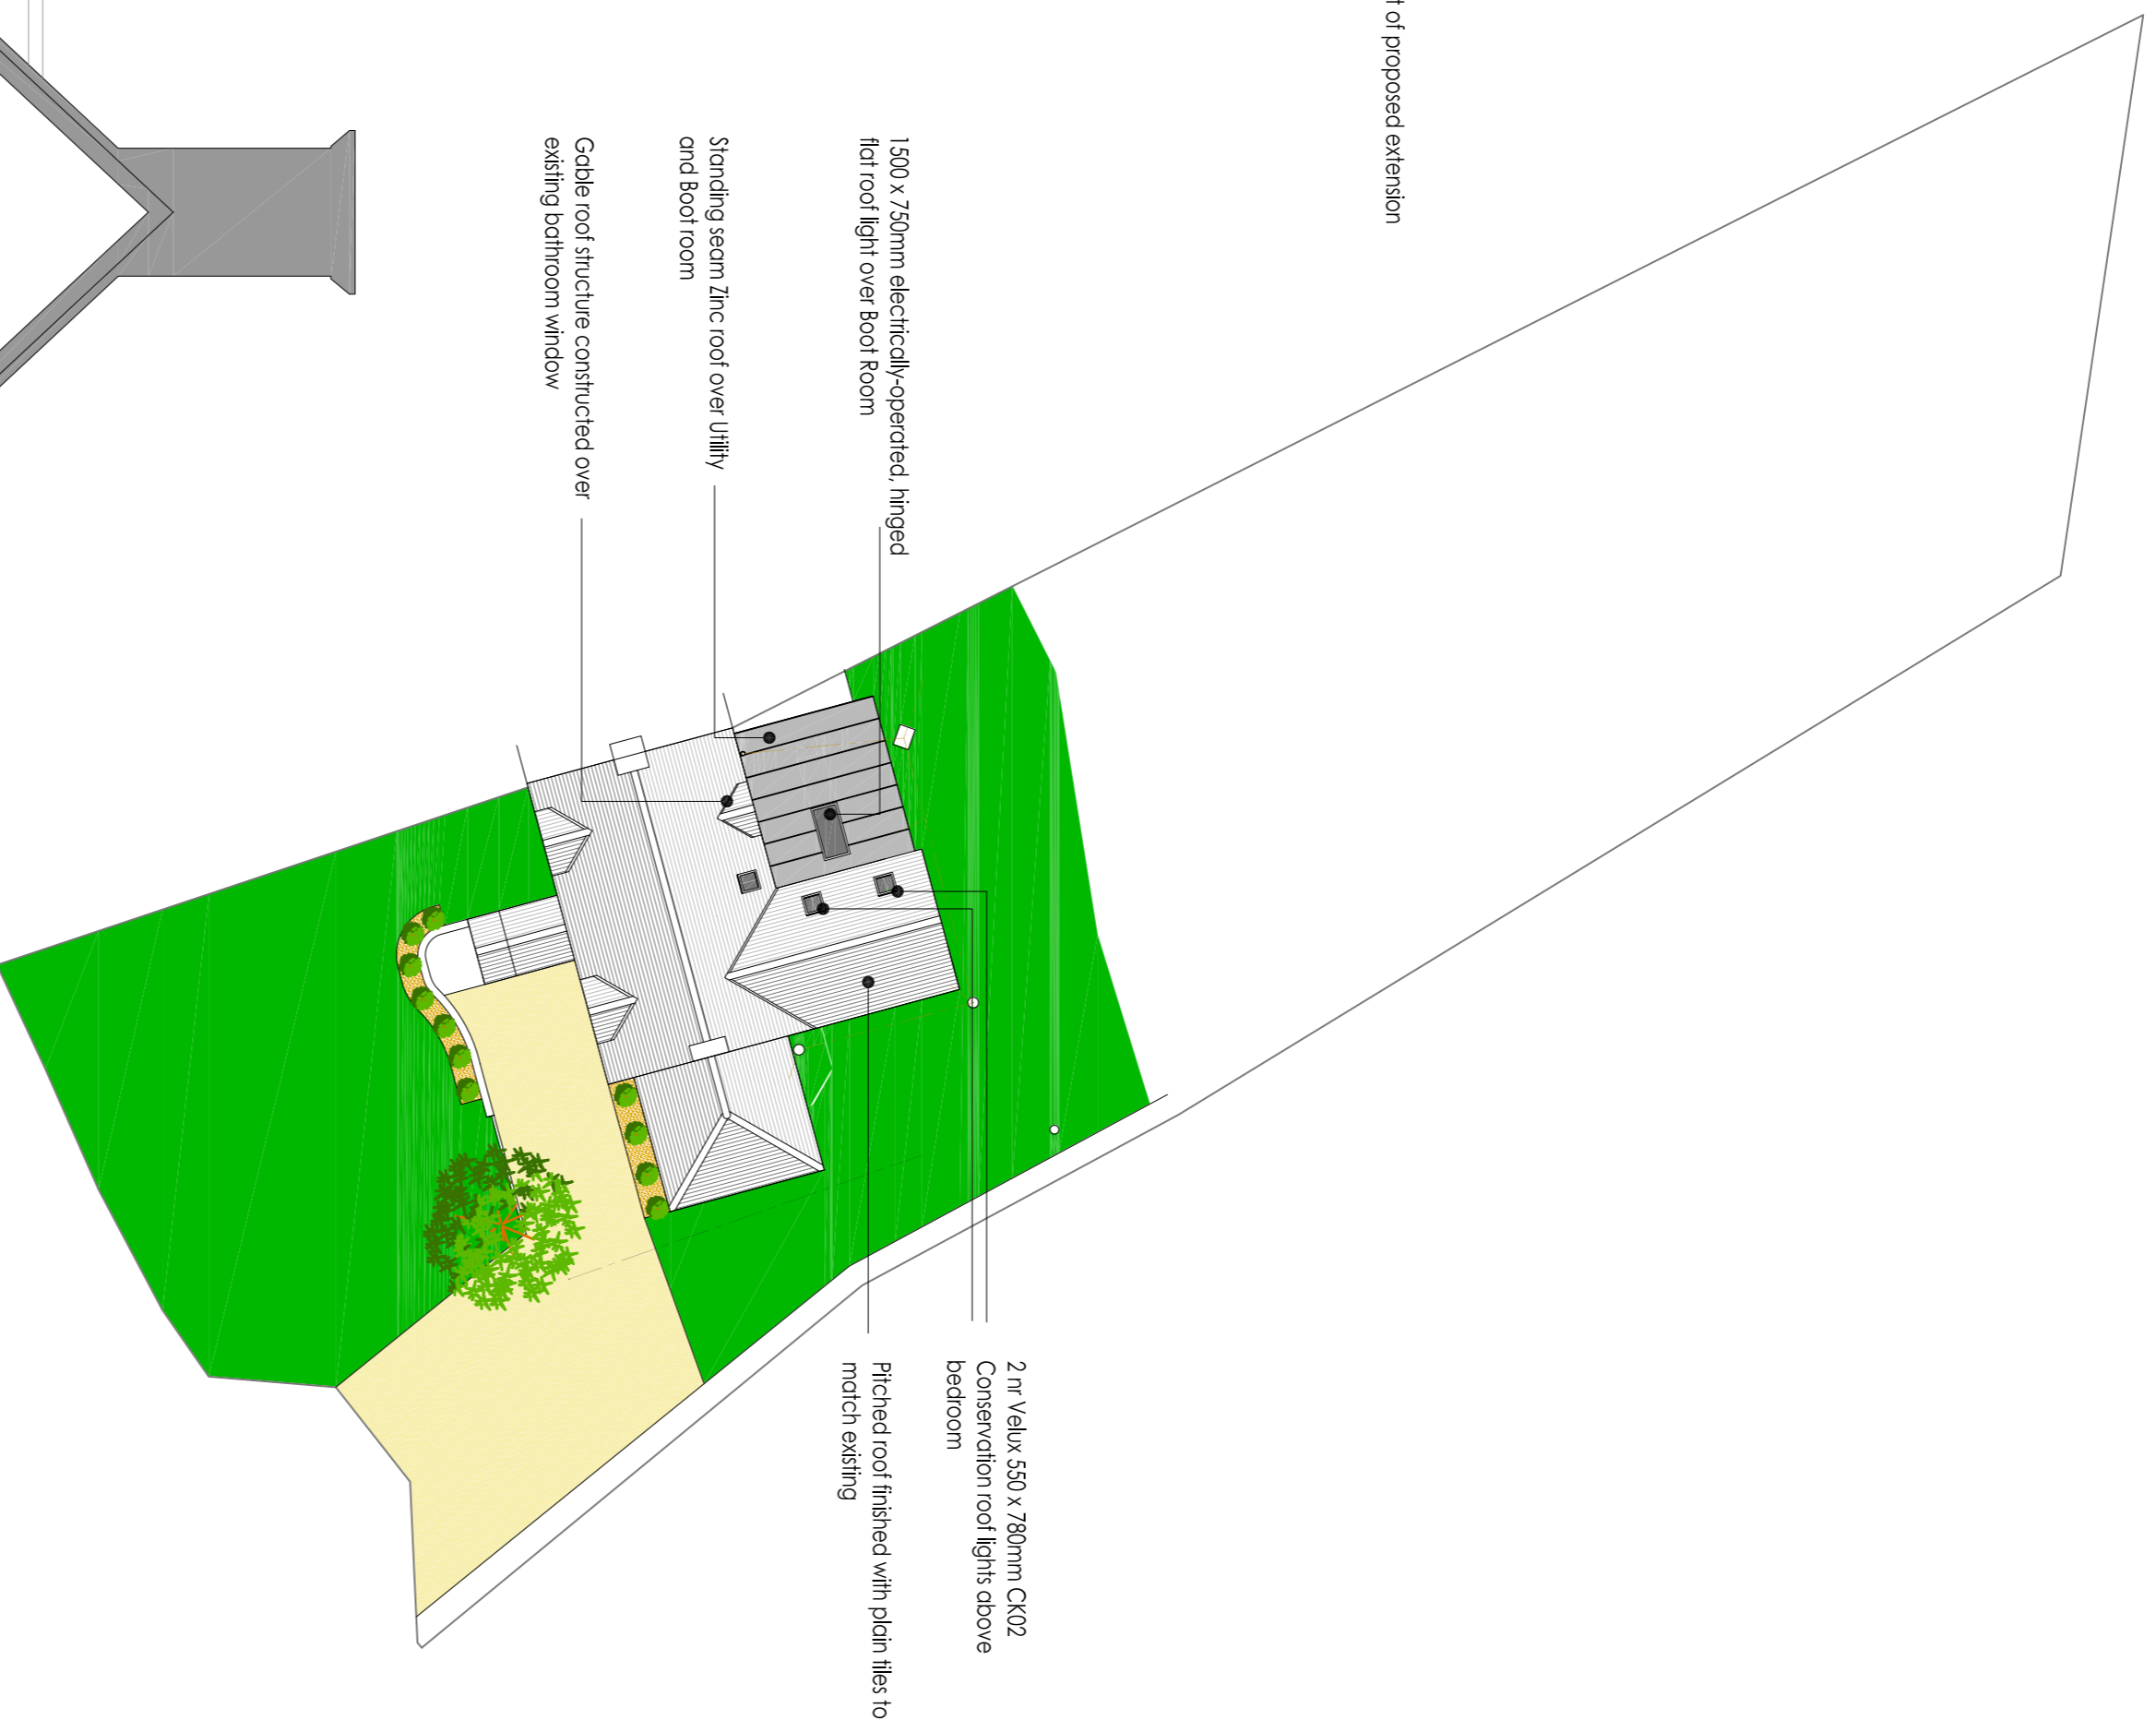 t of proposed extension
1500 x 750mm electrically-operated, hinged
flat roof light over Boot Room
Standing seam Zinc roof over Utility
and Boot room
Gable roof structure constructed over
existing bathroom window
2 nr Velux 550 x 780mm CK02
Conservation roof lights above
bedroom
Pitched roof finished with plain tiles to
match existing